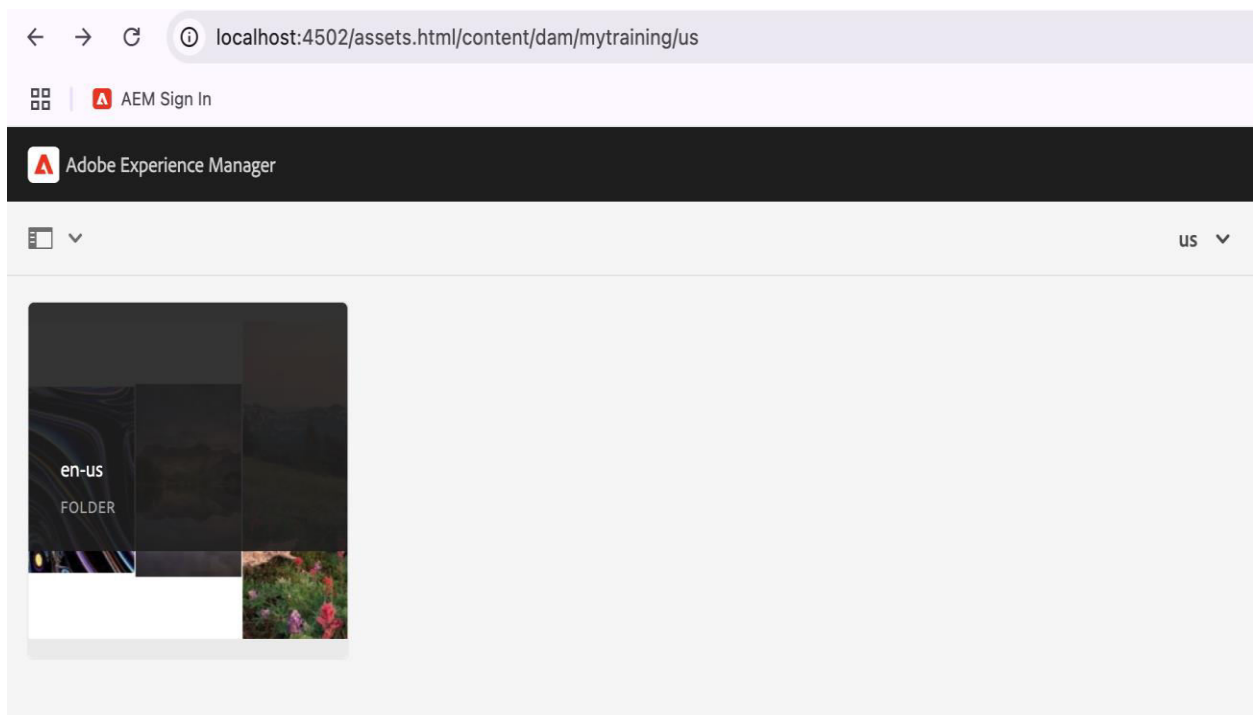 localhost:4502/assets.html/content/dam/mytraining/us
AEM Sign In
Adobe Experience Manager
us
en-us
FOLDER